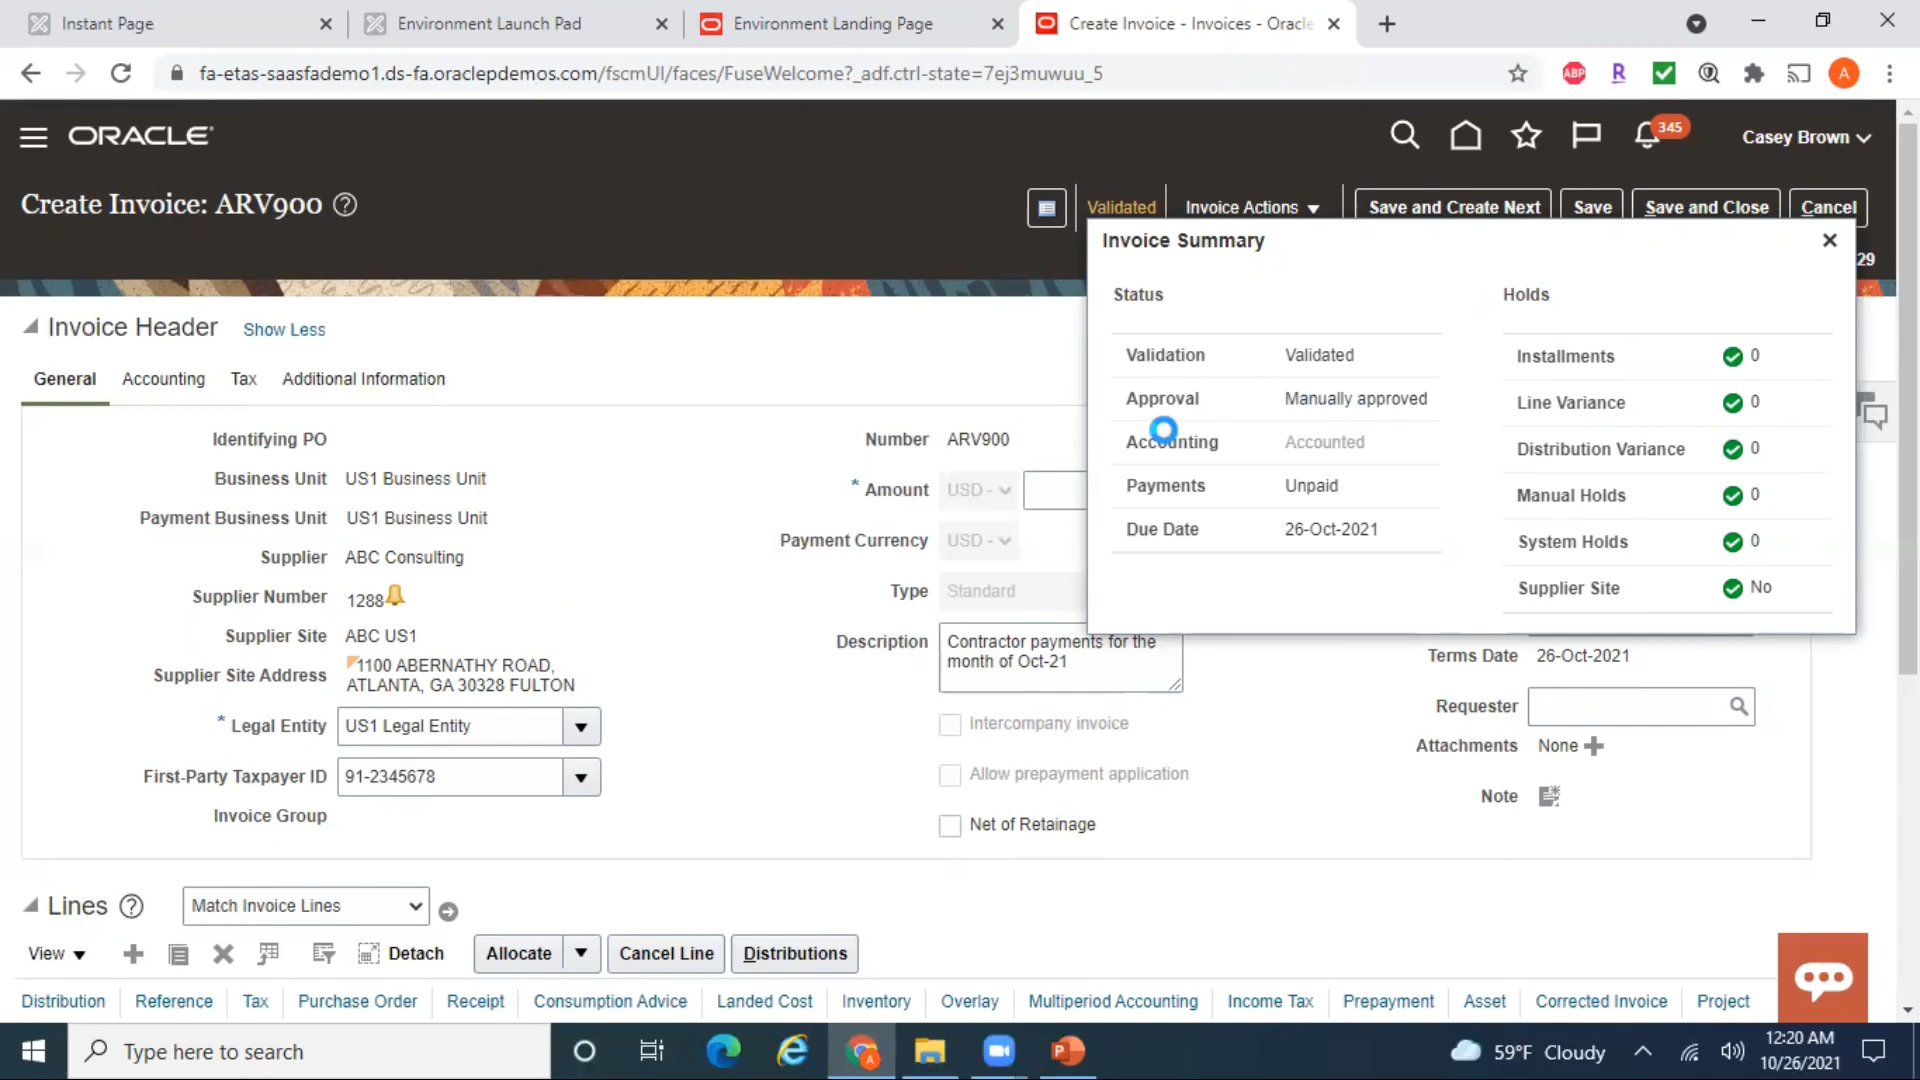 Instant Page
Environment Launch Pad
Environment Landing Page
Create Invoice - Invoices - Oracle
fa-etas-saasfademo1.ds-fa.oraclepdemos.com/fscmUI/faces/FuseWelcome?_adf.ctrl-state=7ej3muwuu_5
ABP
R
A
ORACLE
345
Casey Brown
Create Invoice: ARV900
Validated
Invoice Actions
Save and Create Next
Save
Save and Close
Cancel
29
Invoice Summary
Status
Holds
Validation Validated
Approval Manually approved
Accounting Accounted
Payments Unpaid
Due Date 26-Oct-2021
Installments 0
Line Variance 0
Distribution Variance 0
Manual Holds 0
System Holds 0
Supplier Site No
Invoice Header Show Less
General Accounting Tax Additional Information
Identifying PO
Business Unit US1 Business Unit
Payment Business Unit US1 Business Unit
Supplier ABC Consulting
Supplier Number 1288
Supplier Site ABC US1
Supplier Site Address 1100 ABERNATHY ROAD,
ATLANTA, GA 30328 FULTON
* Legal Entity US1 Legal Entity
First-Party Taxpayer ID 91-2345678
Invoice Group
Number ARV900
* Amount USD -
Payment Currency USD -
Type Standard
Description Contractor payments for the
month of Oct-21
Intercompany invoice
Allow prepayment application
Net of Retainage
Terms Date 26-Oct-2021
Requester
Attachments None
Note
Lines Match Invoice Lines
View Detach Allocate Cancel Line Distributions
Distribution Reference Tax Purchase Order Receipt Consumption Advice Landed Cost Inventory Overlay Multiperiod Accounting Income Tax Prepayment Asset Corrected Invoice Project
Type here to search
59°F Cloudy
12:20 AM
10/26/2021